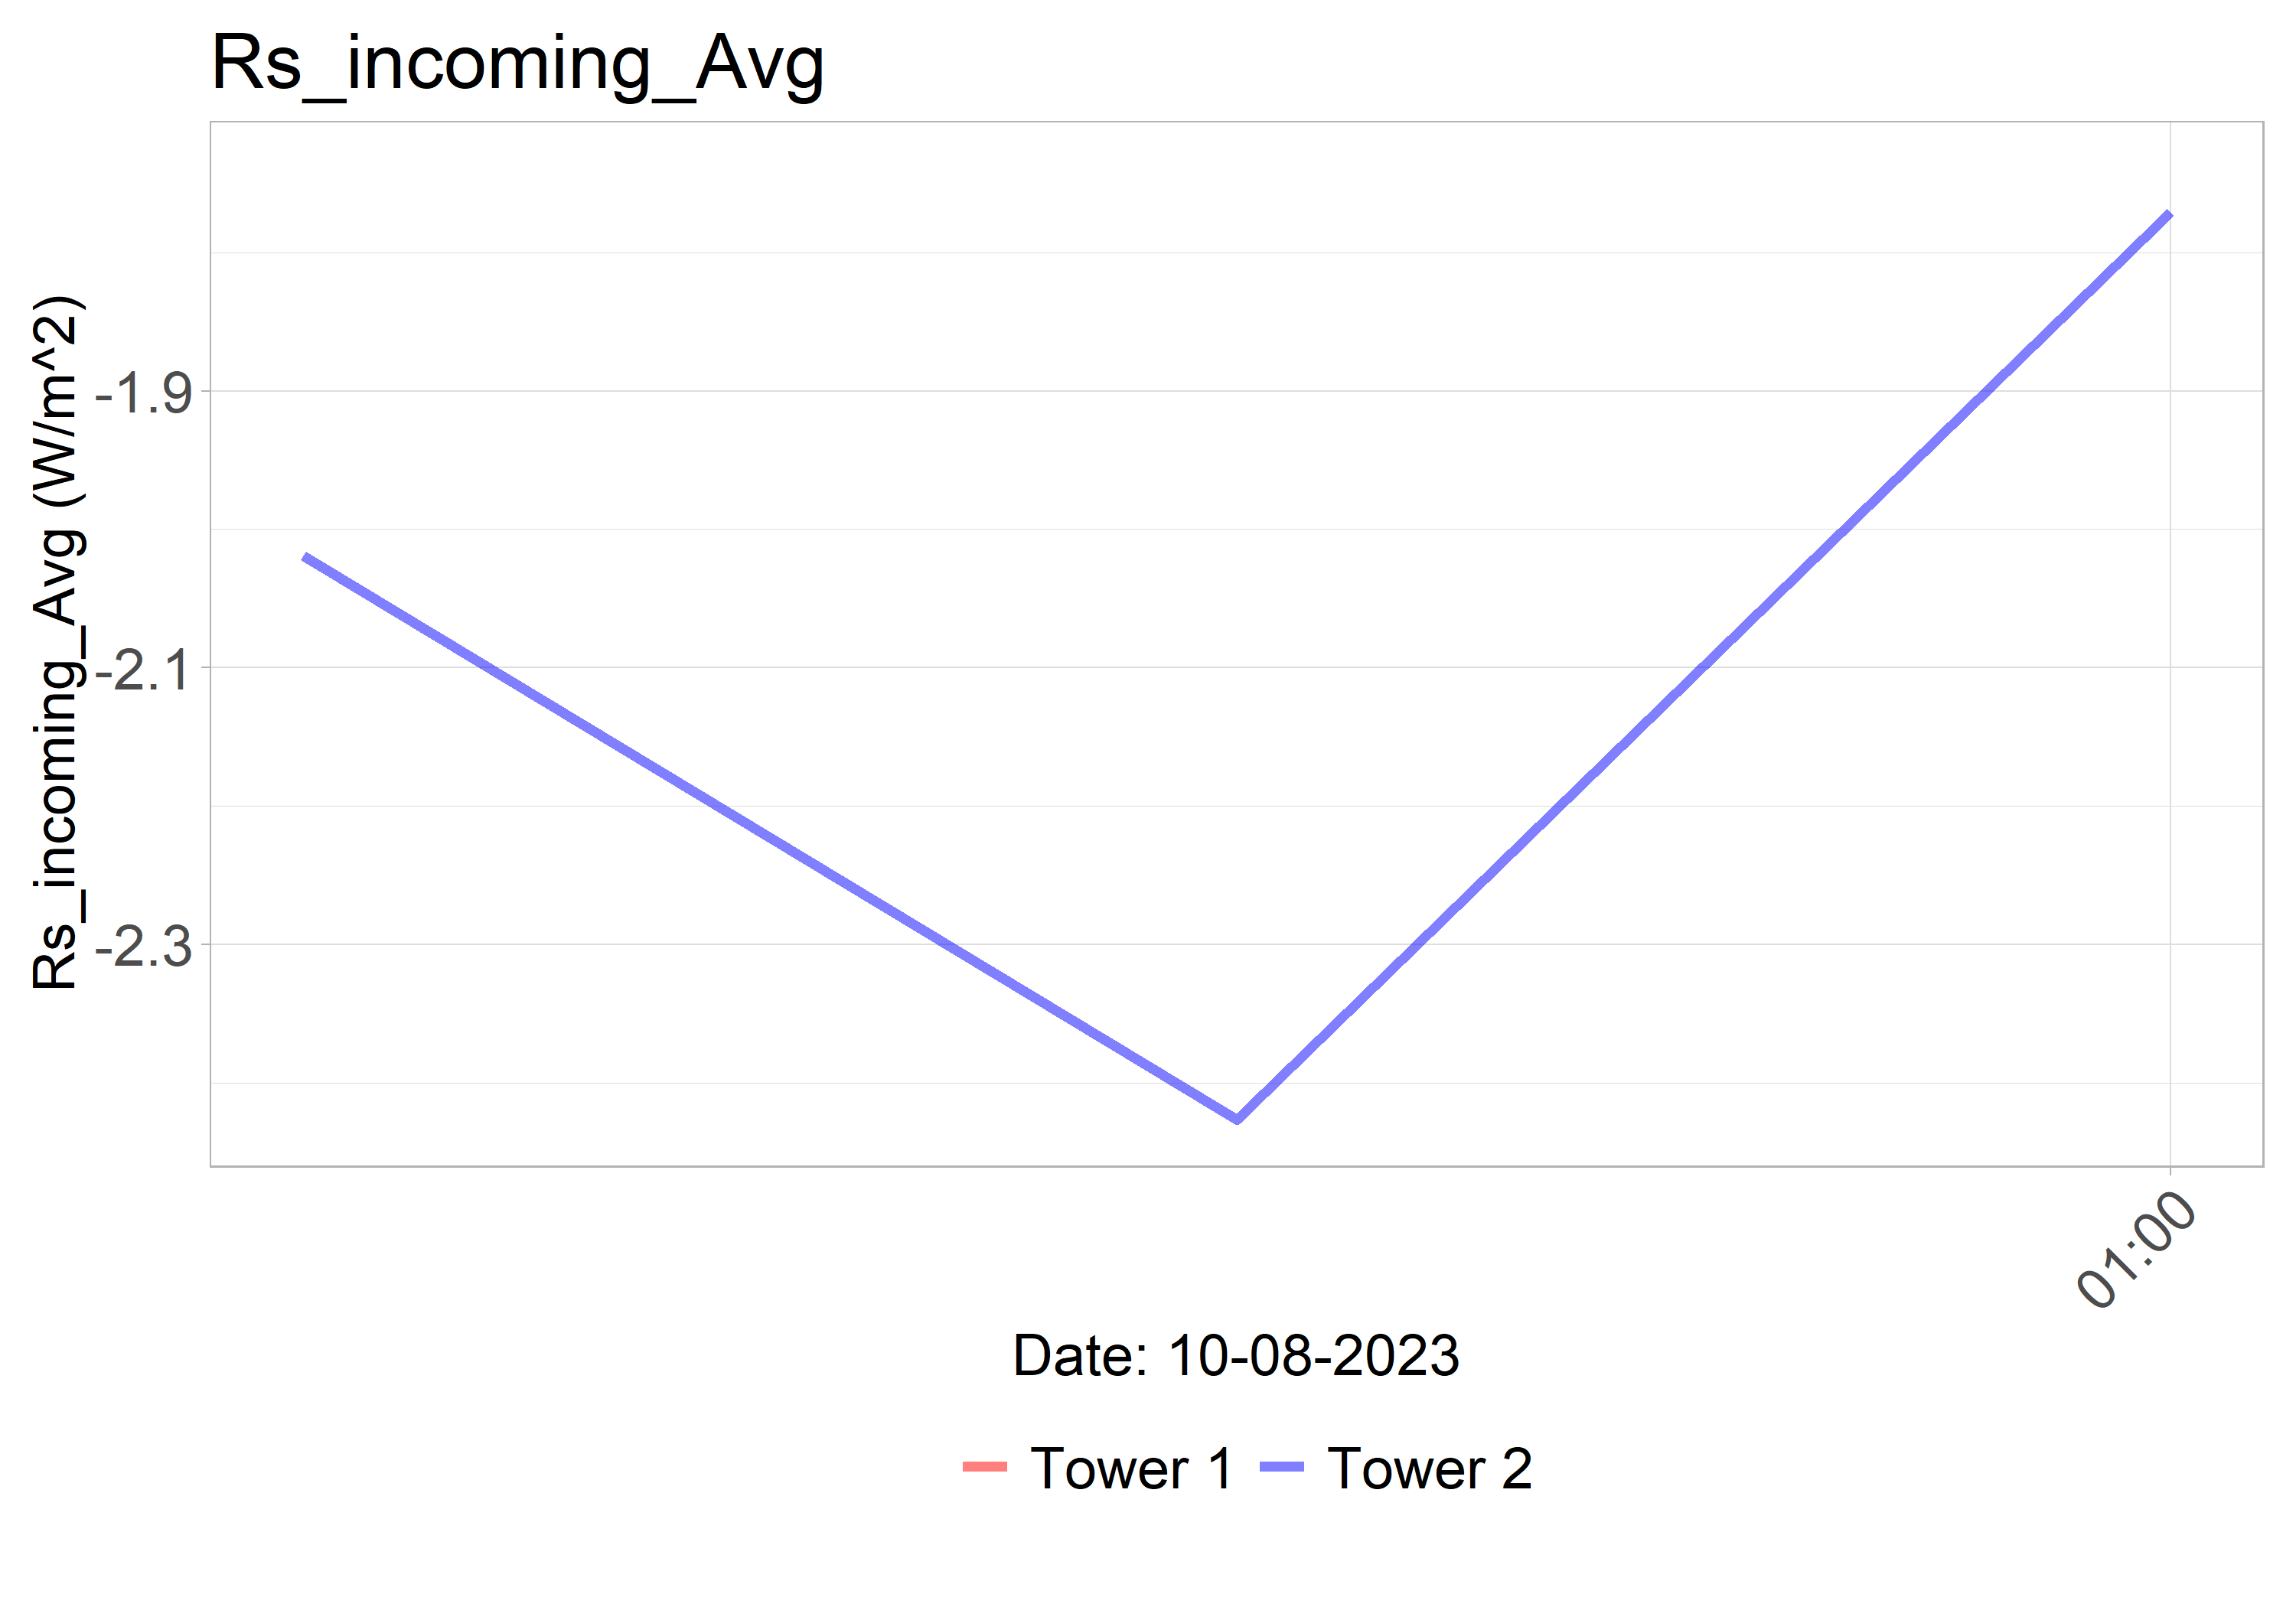 Rs_incoming_Avg
Rs_incoming_Avg (W/m^2)
-1.9
-2.1
-2.3
01:00
Date: 10-08-2023
Tower 1 Tower 2